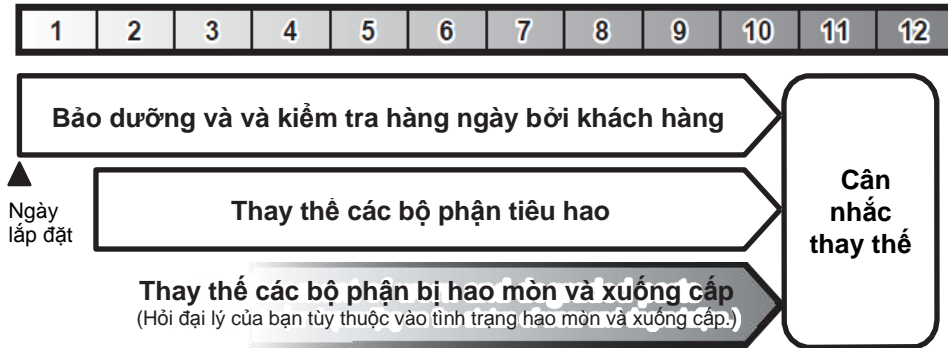 1 2 3 4 5 6 7 8 9 10 11 12
Bảo dưỡng và và kiểm tra hàng ngày bởi khách hàng
Ngày
lắp đặt
Thay thế các bộ phận tiêu hao
Thay thế các bộ phận bị hao mòn và xuống cấp
(Hỏi đại lý của bạn tùy thuộc vào tình trạng hao mòn và xuống cấp.)
Cân
nhắc
thay thế